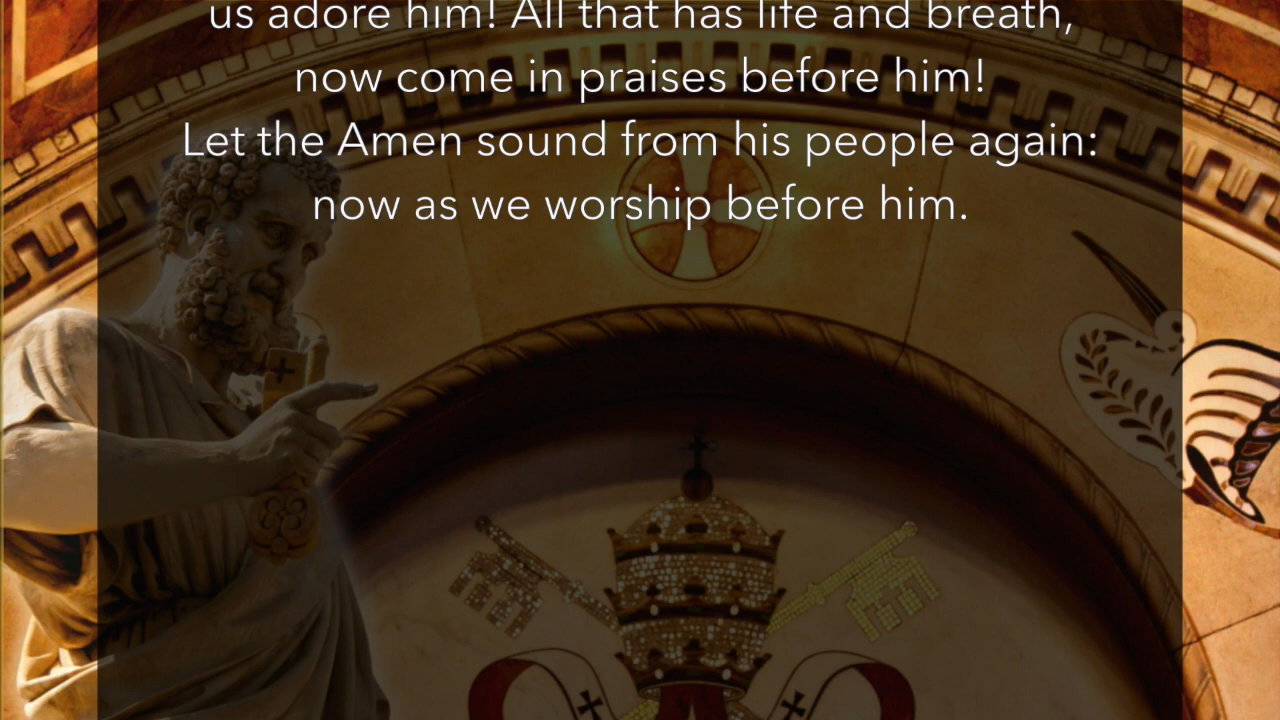 us adore him! All that has life and breath,
now come in praises before him!
Let the Amen sound from his people again:
now as we worship before him.